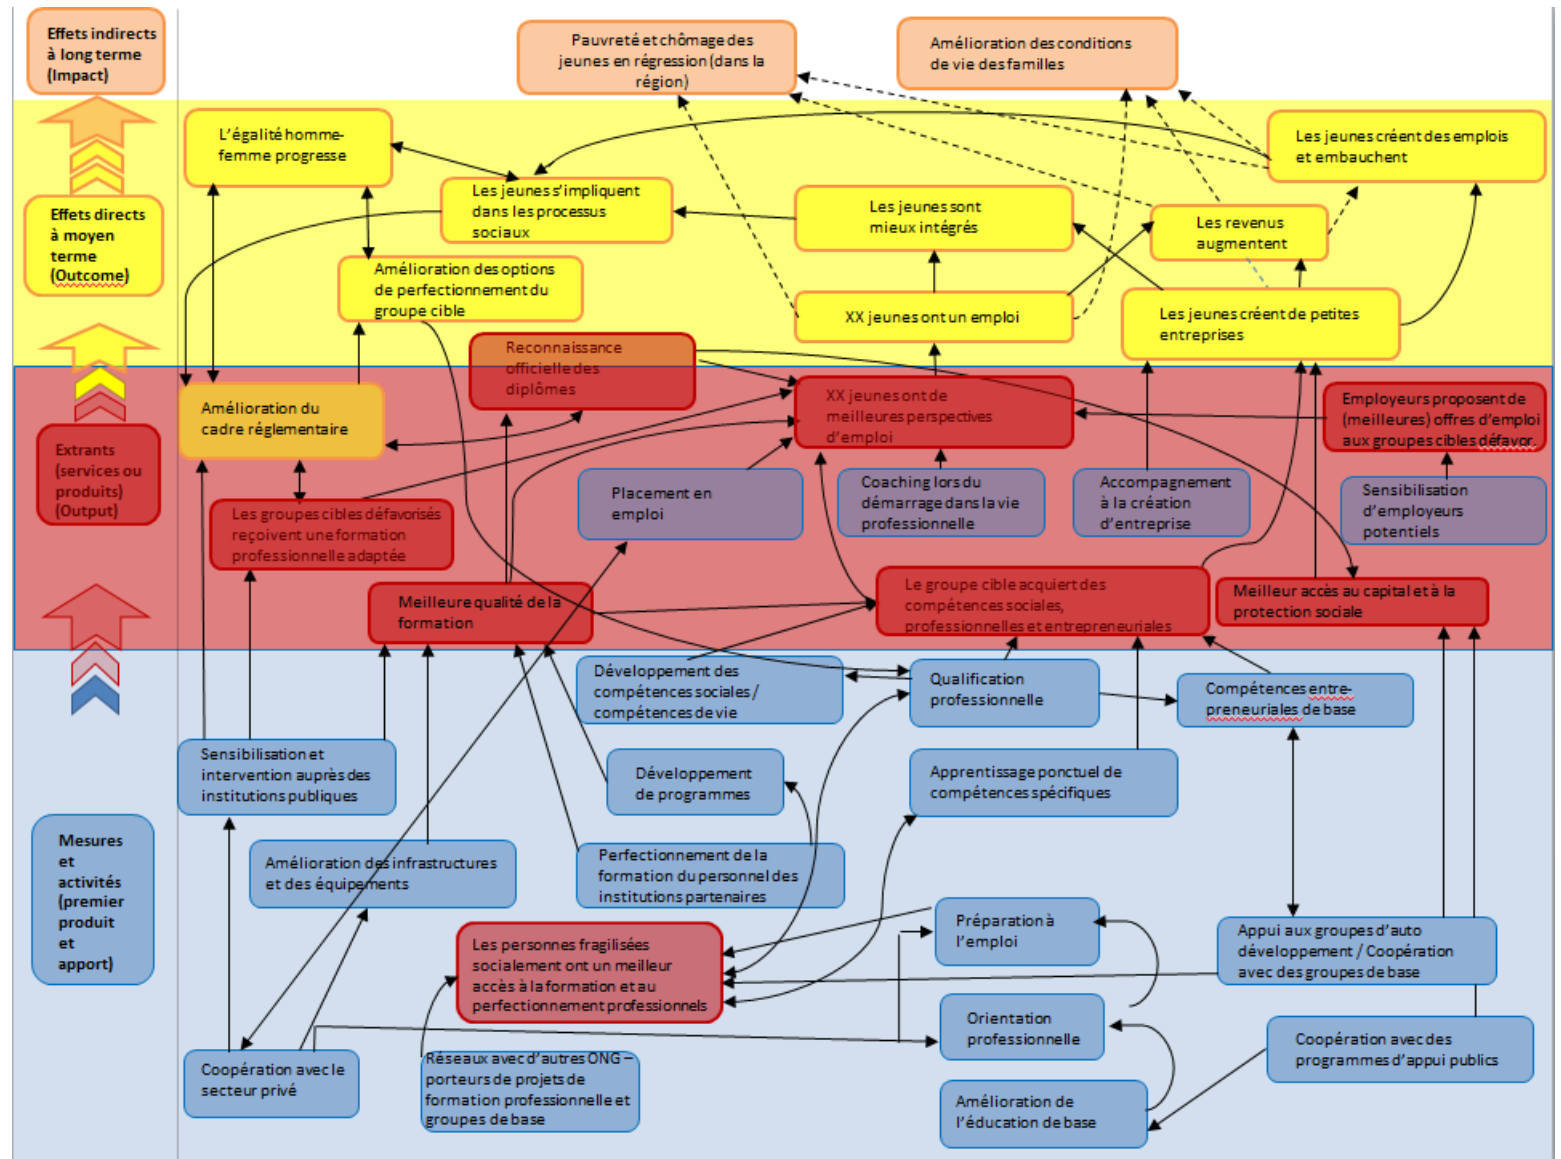 Effets indirects
à long terme
(Impact)
Pauvreté et chômage des
jeunes en régression (dans la
région)
Amélioration des conditions
de vie des familles
L'égalité homme-
femme progresse
Les jeunes créent des emplois
et embauchent
Les jeunes s'impliquent
dans les processus
sociaux
Les jeunes sont
mieux intégrés
Les revenus
augmentent
Effets directs
à moyen
terme
(Outcome)
Amélioration des options
de perfectionnement du
groupe cible
XX jeunes ont un emploi
Les jeunes créent de petites
entreprises
Reconnaissance
officielle des
diplômes
Amélioration du
cadre réglementaire
XX jeunes ont de
meilleures perspectives
d'emploi
Employeurs proposent de
(meilleures) offres d'emploi
aux groupes cibles défavor.
Extrants
(services ou
produits)
(Output)
Placement en
emploi
Coaching lors du
démarrage dans la vie
professionnelle
Accompagnement
à la création
d'entreprise
Sensibilisation
d'employeurs
potentiels
Les groupes cibles défavorisés
reçoivent une formation
professionnelle adaptée
Meilleure qualité de la
formation
Le groupe cible acquiert des
compétences sociales,
professionnelles et entrepreneuriales
Meilleur accès au capital et à la
protection sociale
Développement des
compétences sociales /
compétences de vie
Qualification
professionnelle
Compétences entre-
preneuriales de base
Sensibilisation et
intervention auprès des
institutions publiques
Développement
de programmes
Apprentissage ponctuel de
compétences spécifiques
Mesures
et
activités
(premier
produit
et
apport)
Amélioration des infrastructures
et des équipements
Perfectionnement de la
formation du personnel des
institutions partenaires
Les personnes fragilisées
socialement ont un meilleur
accès à la formation et au
perfectionnement professionnels
Préparation à
l'emploi
Appui aux groupes d'auto
développement / Coopération
avec des groupes de base
Orientation
professionnelle
Coopération avec des
programmes d'appui publics
Coopération avec le
secteur privé
Réseaux avec d'autres ONG –
porteurs de projets de
formation professionnelle et
groupes de base
Amélioration de
l'éducation de base